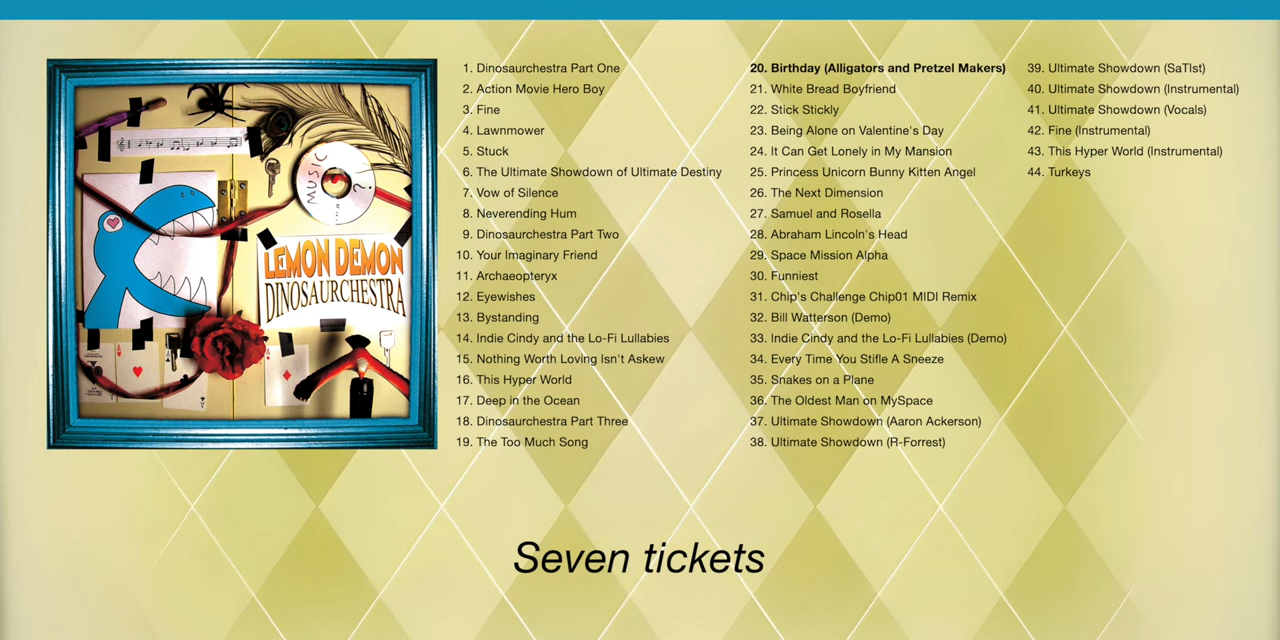 MUSIC
LEMON DEMON
DINOSAURCHESTRA
1. Dinosaurchestra Part One
2. Action Movie Hero Boy
3. Fine
4. Lawnmower
5. Stuck
6. The Ultimate Showdown of Ultimate Destiny
7. Vow of Silence
8. Neverending Hum
9. Dinosaurchestra Part Two
10. Your Imaginary Friend
11. Archaeopteryx
12. Eyewishes
13. Bystanding
14. Indie Cindy and the Lo-Fi Lullabies
15. Nothing Worth Loving Isn't Askew
16. This Hyper World
17. Deep in the Ocean
18. Dinosaurchestra Part Three
19. The Too Much Song
20. Birthday (Alligators and Pretzel Makers)
21. White Bread Boyfriend
22. Stick Stickly
23. Being Alone on Valentine's Day
24. It Can Get Lonely in My Mansion
25. Princess Unicorn Bunny Kitten Angel
26. The Next Dimension
27. Samuel and Rosella
28. Abraham Lincoln's Head
29. Space Mission Alpha
30. Funniest
31. Chip's Challenge Chip01 MIDI Remix
32. Bill Watterson (Demo)
33. Indie Cindy and the Lo-Fi Lullabies (Demo)
34. Every Time You Stifle A Sneeze
35. Snakes on a Plane
36. The Oldest Man on MySpace
37. Ultimate Showdown (Aaron Ackerson)
38. Ultimate Showdown (R-Forrest)
39. Ultimate Showdown (SaTIst)
40. Ultimate Showdown (Instrumental)
41. Ultimate Showdown (Vocals)
42. Fine (Instrumental)
43. This Hyper World (Instrumental)
44. Turkeys
Seven tickets